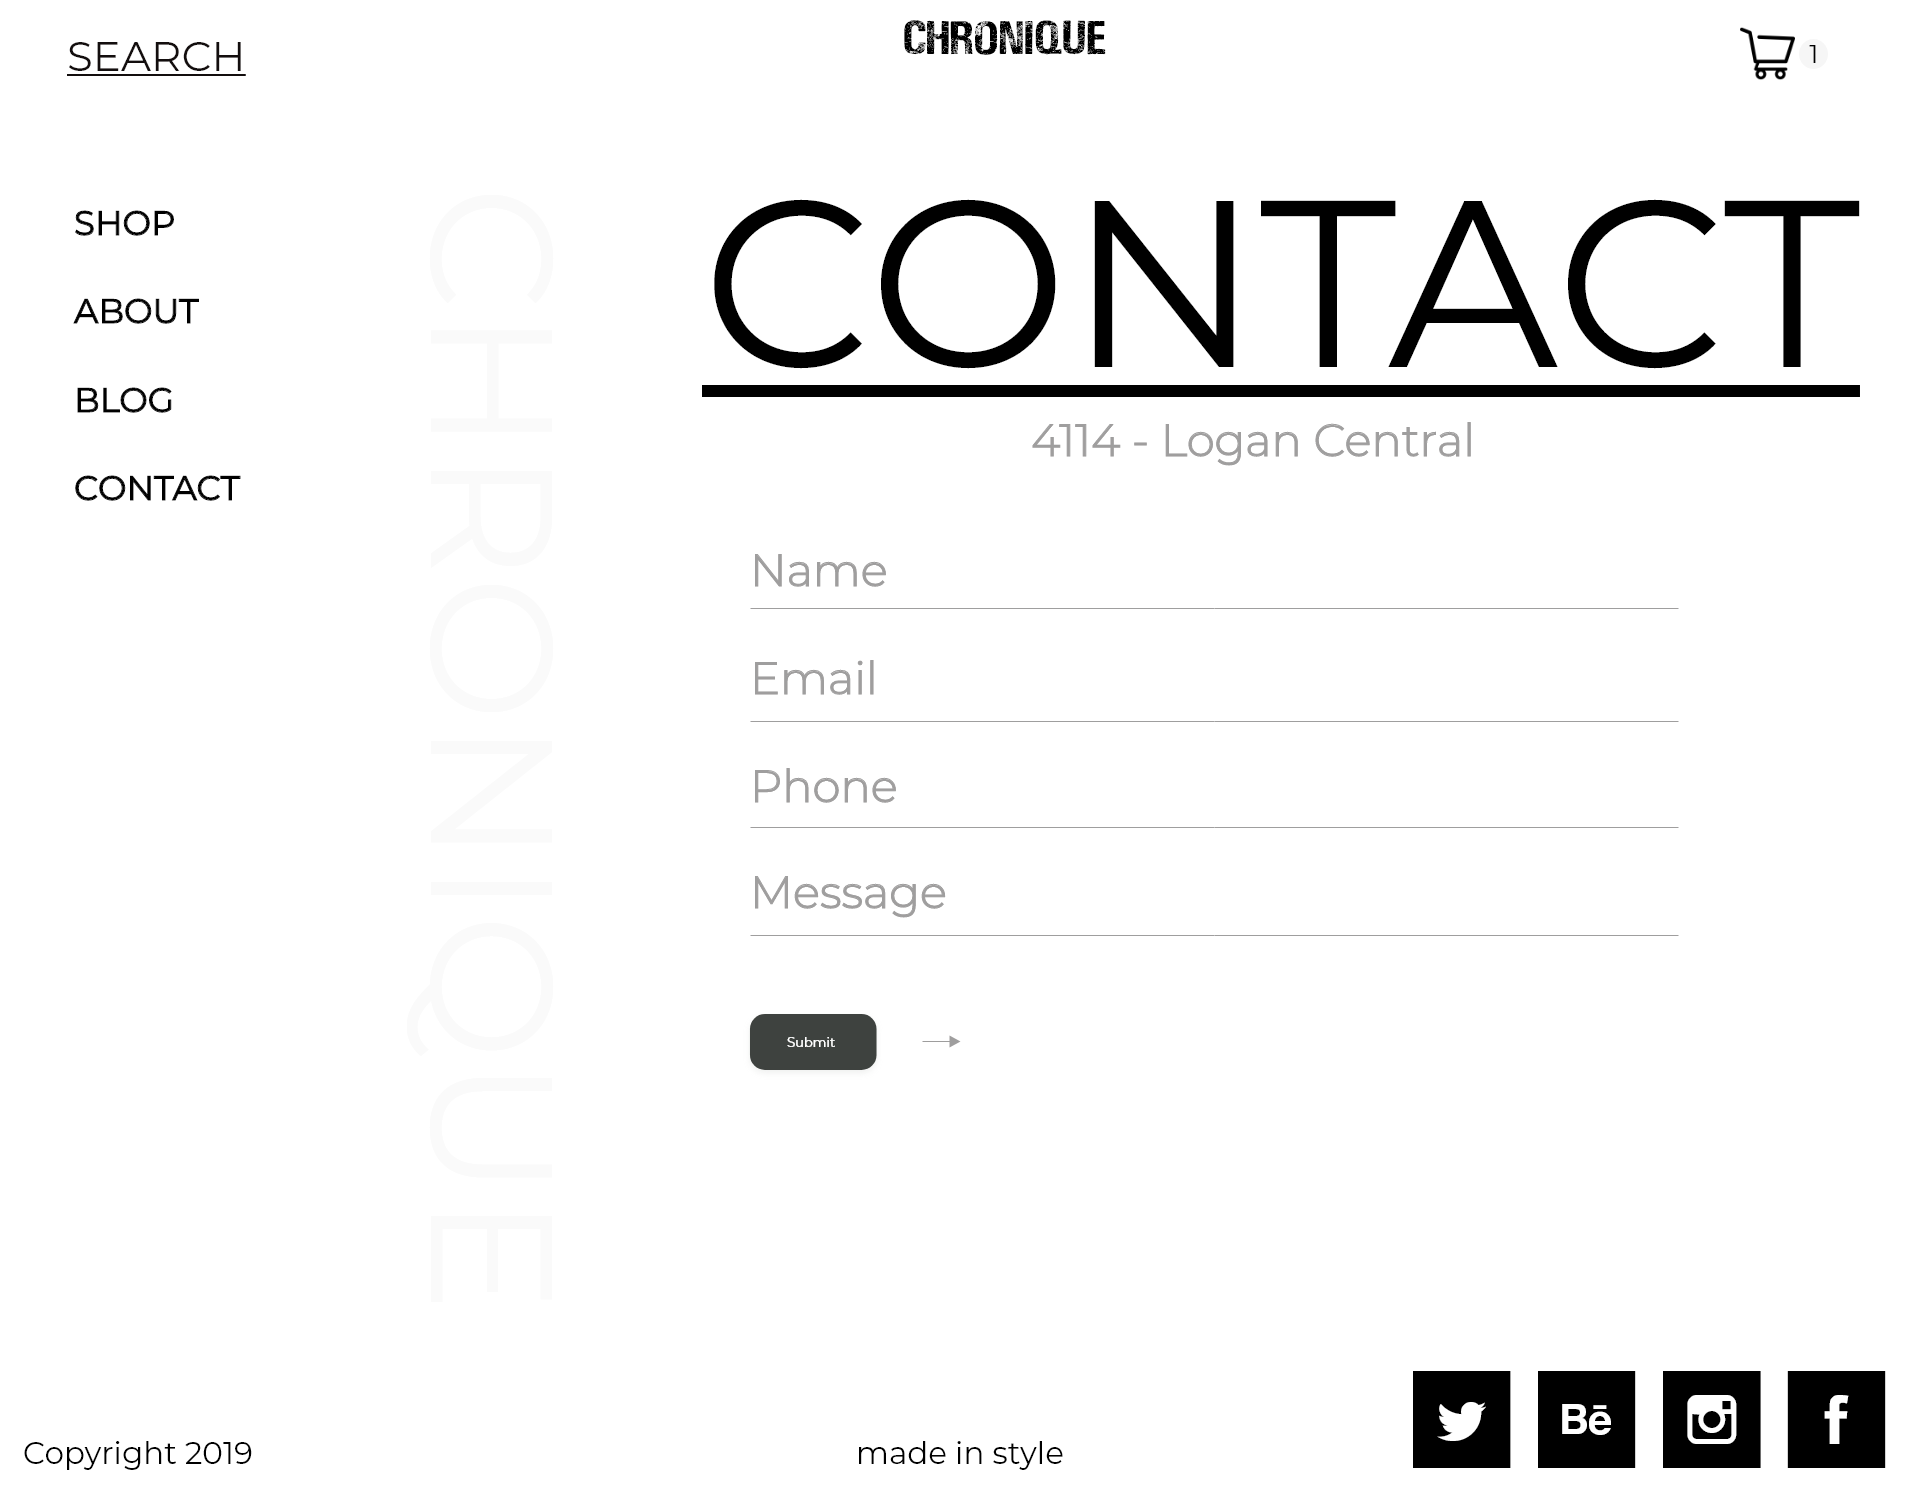 SEARCH
CHRONIQUE
1
SHOP
ABOUT
BLOG
CONTACT
CHRONIQUE
CONTACT
4114 - Logan Central
Name
Email
Phone
Message
Submit
Copyright 2019
made in style
Bē
f